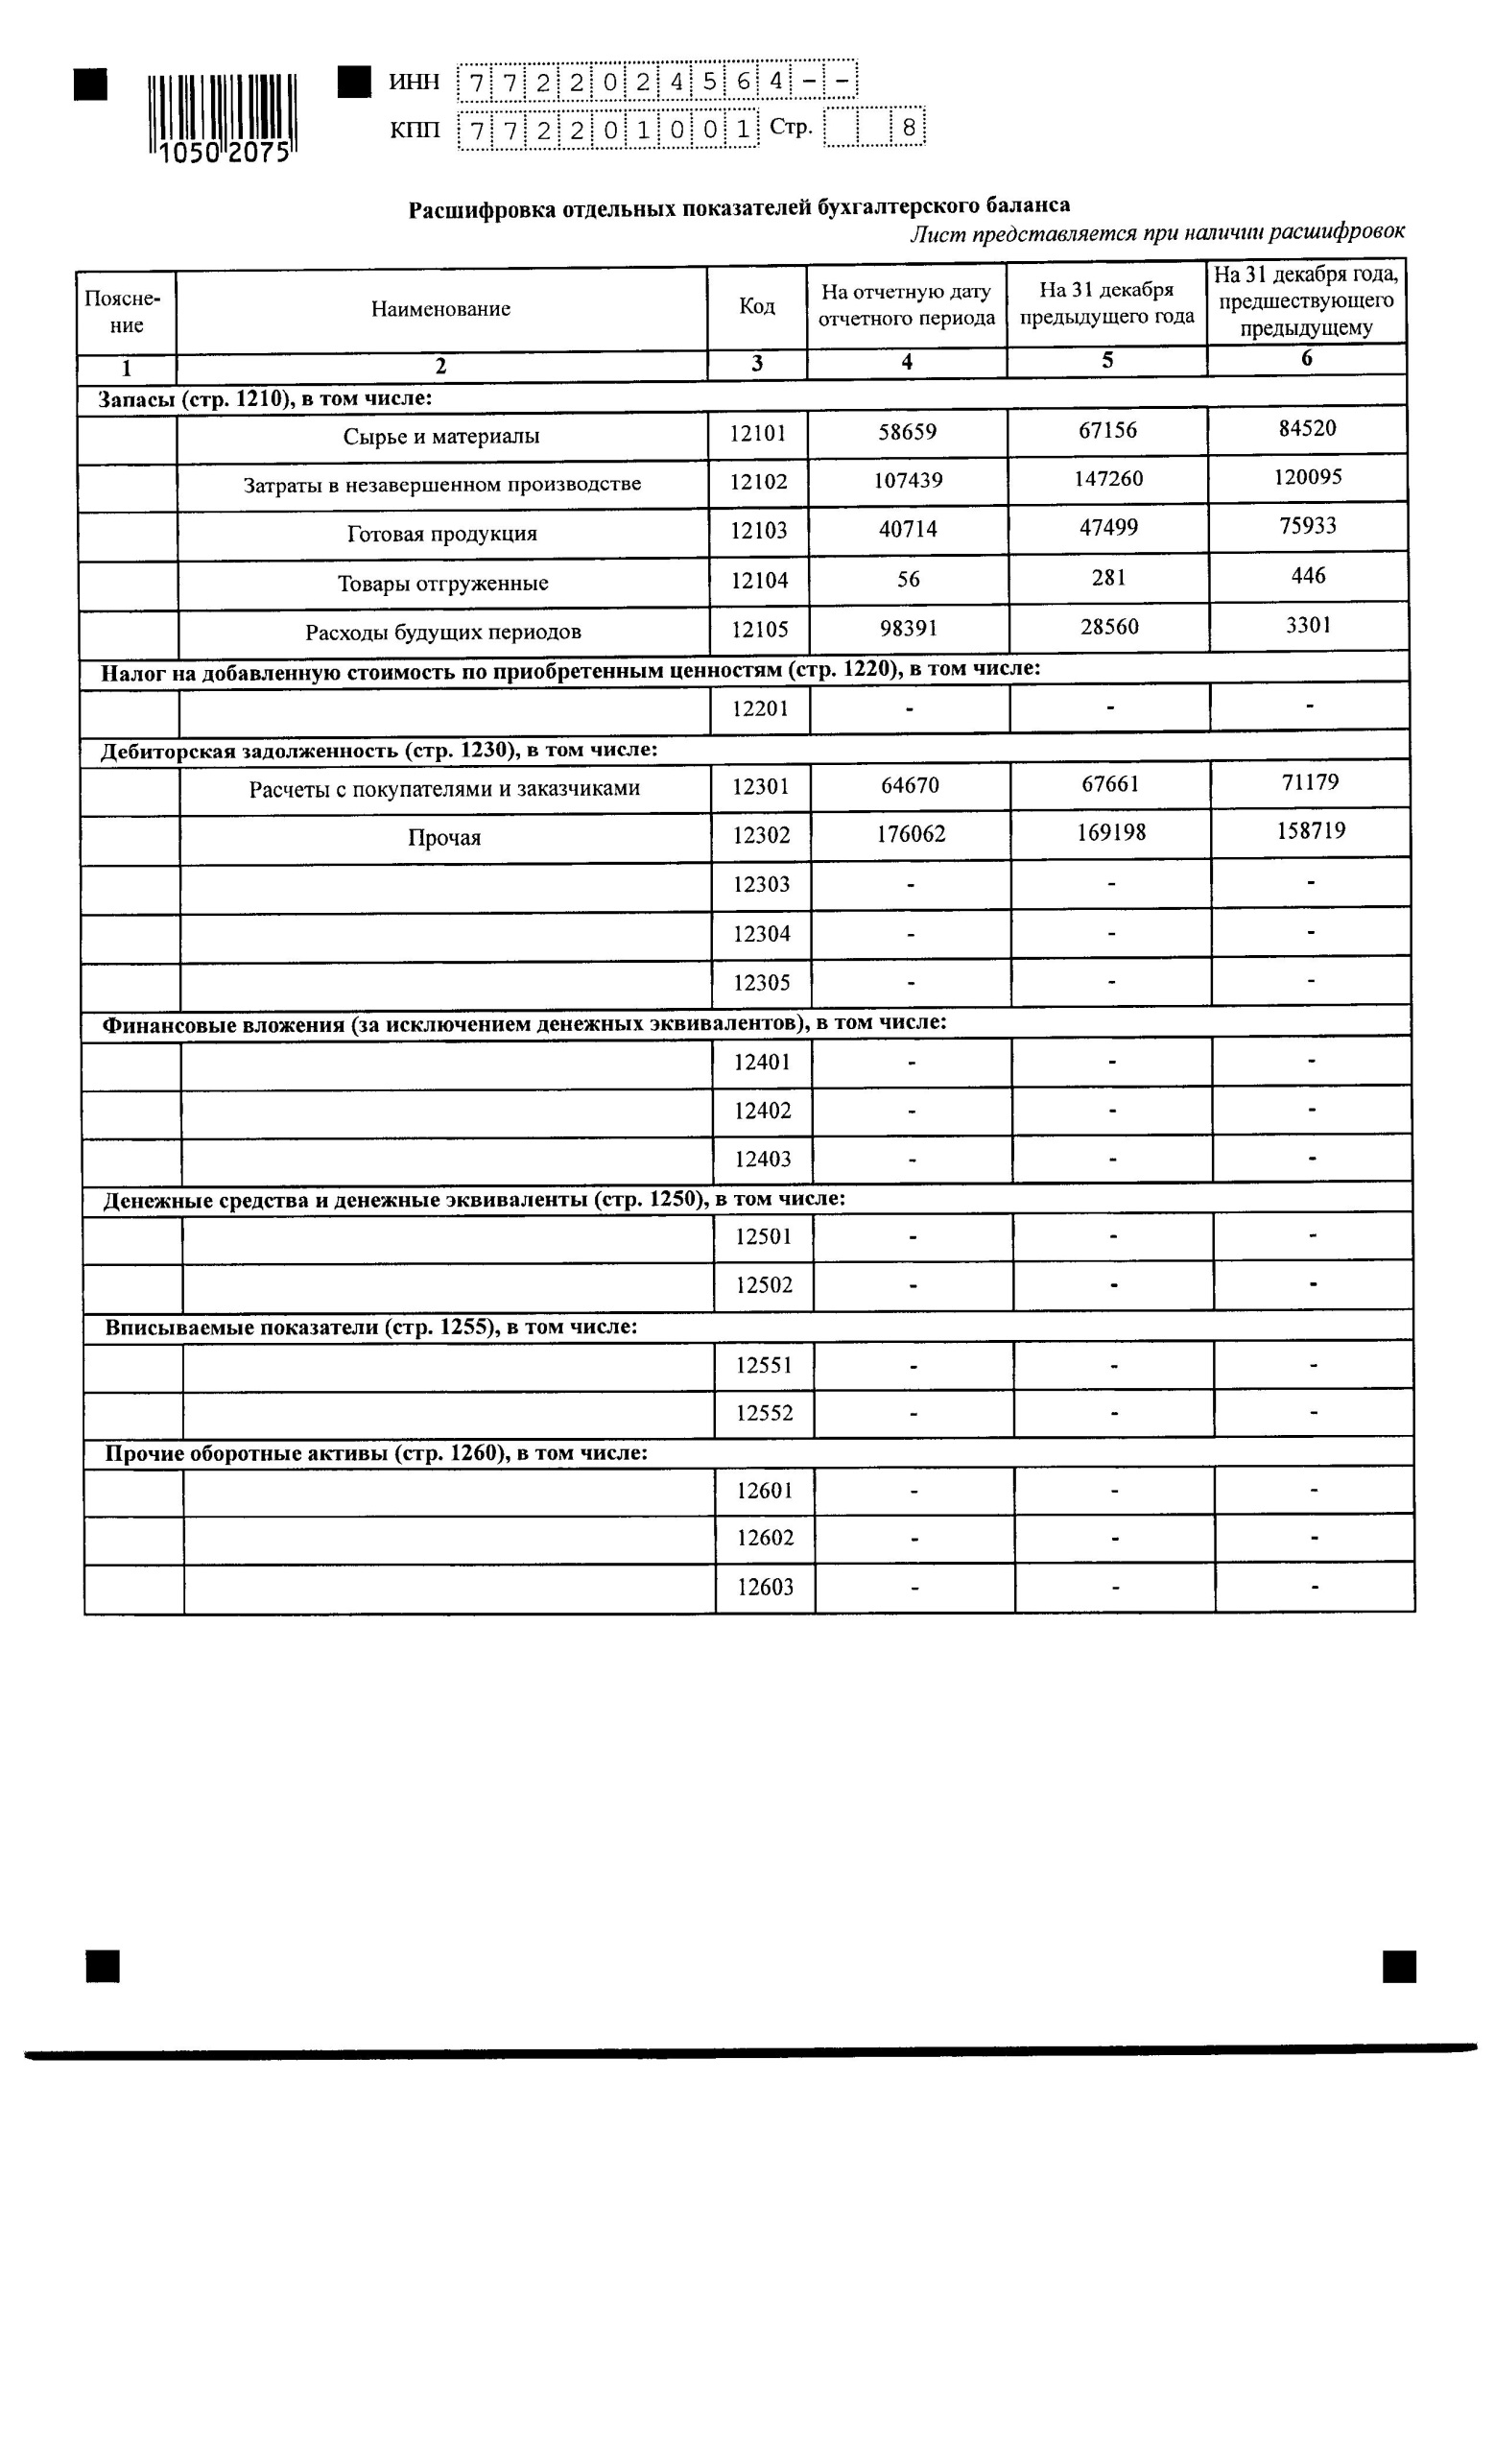 ИНН 7722024564--
1050 2075
КПП 772201001 Стр. 8
Расшифровка отдельных показателей бухгалтерского баланса
Лист представляется при наличии расшифровок
Поясне-
ние
Наименование
Код
На отчетную дату
отчетного периода
На 31 декабря
предыдущего года
На 31 декабря года,
предшествующего
предыдущему
1 2 3 4 5 6
Запасы (стр. 1210), в том числе:
Сырье и материалы 12101 58659 67156 84520
Затраты в незавершенном производстве 12102 107439 147260 120095
Готовая продукция 12103 40714 47499 75933
Товары отгруженные 12104 56 281 446
Расходы будущих периодов 12105 98391 28560 3301
Налог на добавленную стоимость по приобретенным ценностям (стр. 1220), в том числе:
12201 - - -
Дебиторская задолженность (стр. 1230), в том числе:
Расчеты с покупателями и заказчиками 12301 64670 67661 71179
Прочая 12302 176062 169198 158719
12303 - - -
12304 - - -
12305 - - -
Финансовые вложения (за исключением денежных эквивалентов), в том числе:
12401 - - -
12402 - - -
12403 - - -
Денежные средства и денежные эквиваленты (стр. 1250), в том числе:
12501 - - -
12502 - - -
Вписываемые показатели (стр. 1255), в том числе:
12551 - - -
12552 - - -
Прочие оборотные активы (стр. 1260), в том числе:
12601 - - -
12602 - - -
12603 - - -